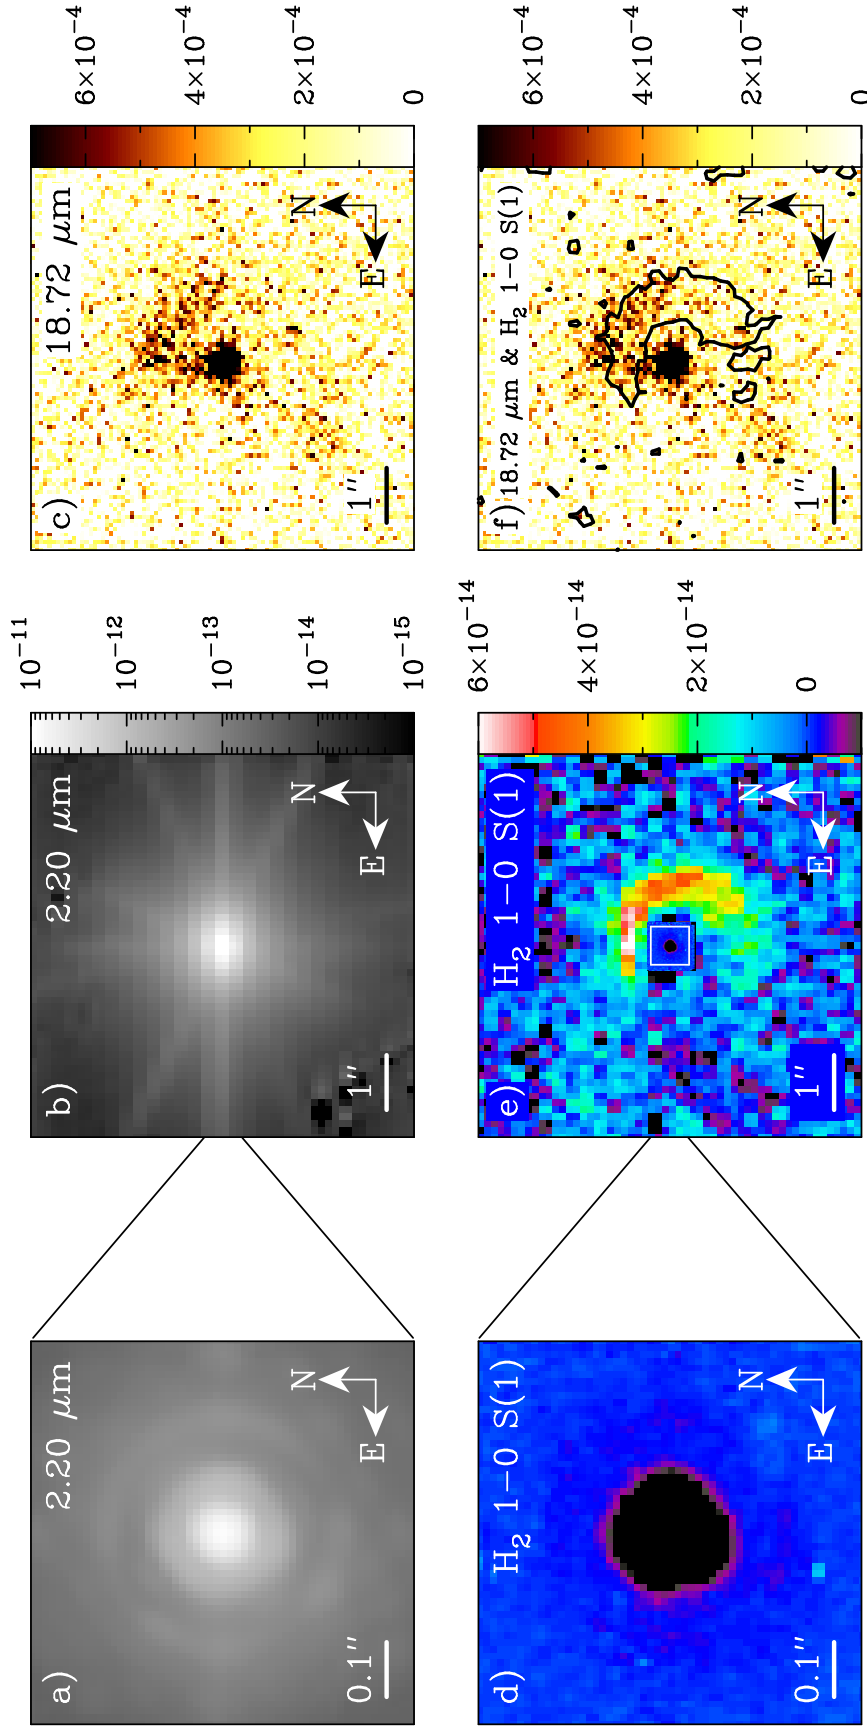 a)
2.20 μm
0.1″
N
E
b)
2.20 μm
1″
N
E
10⁻¹¹
10⁻¹²
10⁻¹³
10⁻¹⁴
10⁻¹⁵
c)
18.72 μm
1″
N
E
6×10⁻⁴
4×10⁻⁴
2×10⁻⁴
0
d)
H₂ 1−0 S(1)
0.1″
N
E
e)
H₂ 1−0 S(1)
1″
N
E
6×10⁻¹⁴
4×10⁻¹⁴
2×10⁻¹⁴
0
f) 18.72 μm & H₂ 1−0 S(1)
1″
N
E
6×10⁻⁴
4×10⁻⁴
2×10⁻⁴
0